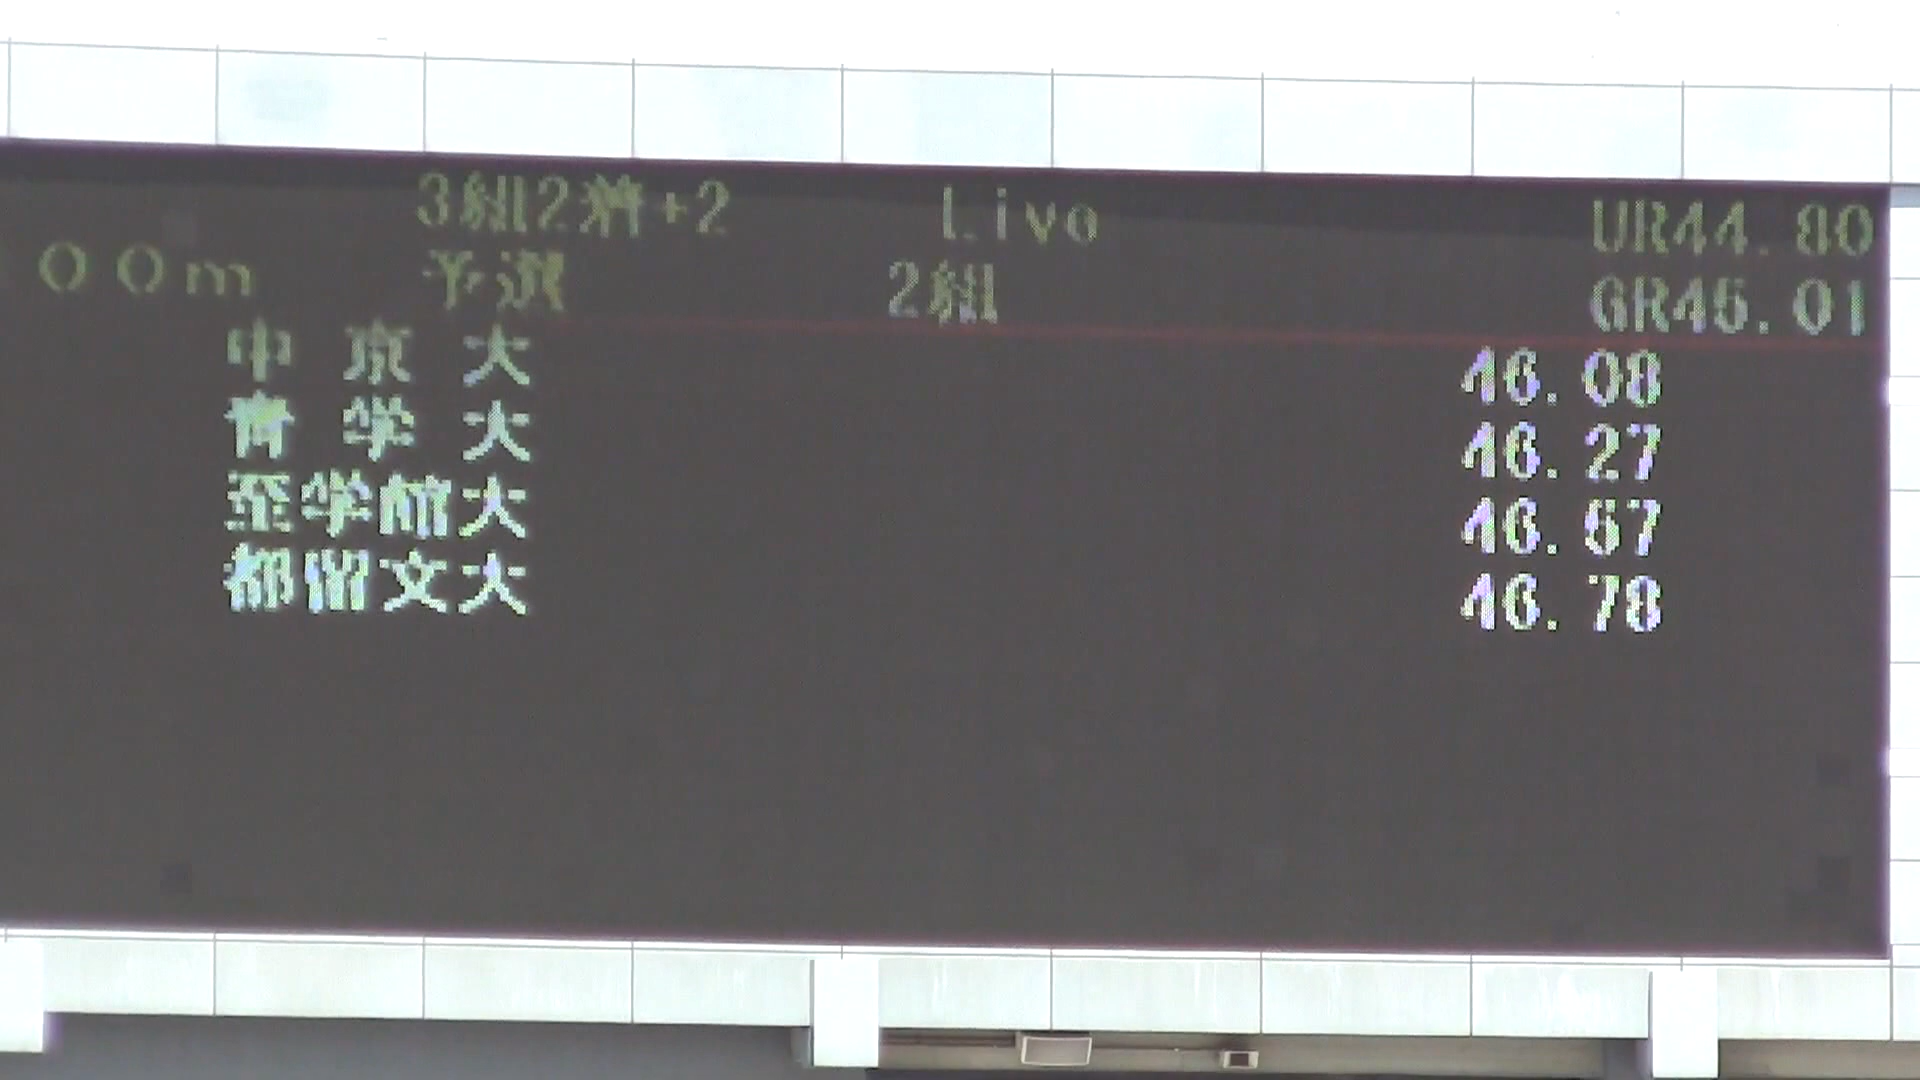 3組2着+2 Live UR44.80
００m 予選 2組 GR45.01
中京大 46.08
青学大 46.27
至学館大 46.67
都留文大 46.78